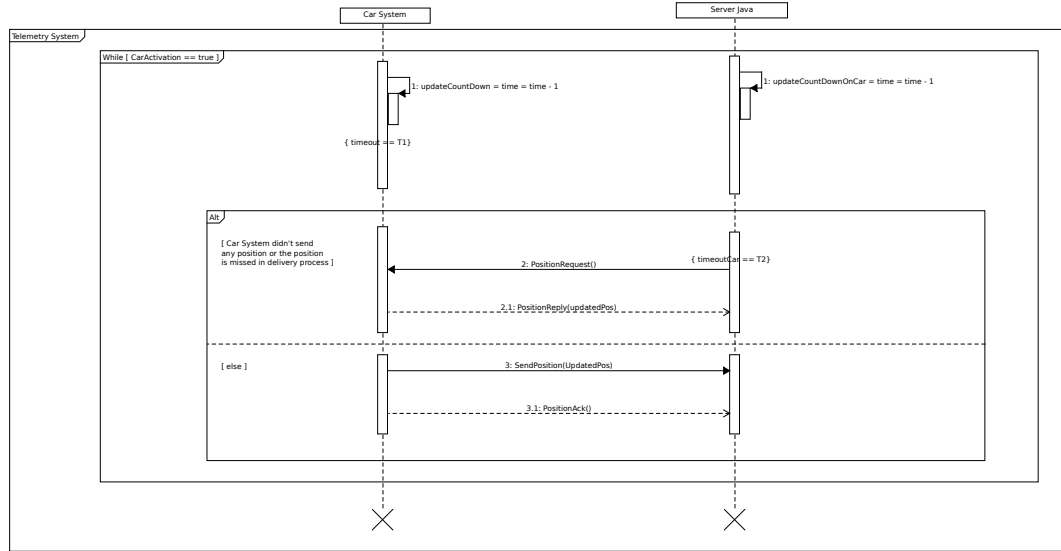 Car System
Server Java
Telemetry System
While [ CarActivation == true ]
1: updateCountDown = time = time - 1
1: updateCountDownOnCar = time = time - 1
{ timeout == T1}
Alt
[ Car System didn't send
any position or the position
is missed in delivery process ]
{ timeoutCar == T2}
2: PositionRequest()
2.1: PositionReply(updatedPos)
[ else ]
3: SendPosition(UpdatedPos)
3.1: PositionAck()